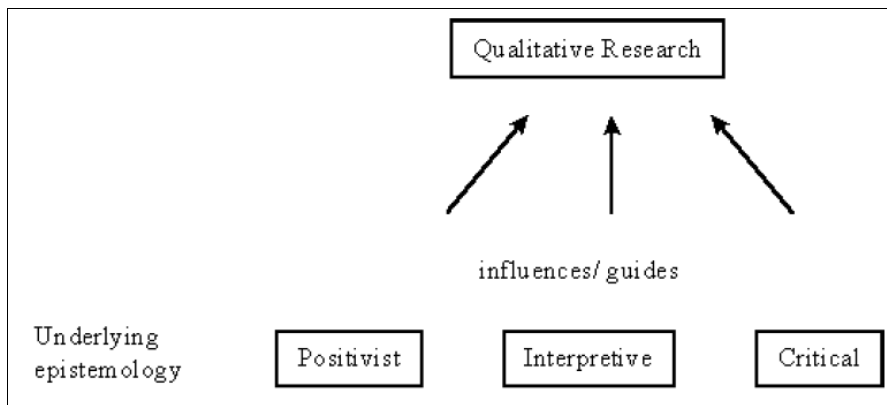 Qualitative Research
influences/ guides
Underlying
epistemology
Positivist
Interpretive
Critical